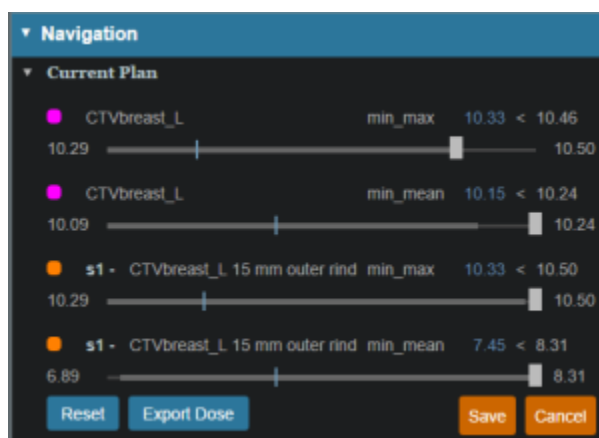 Navigation
Current Plan
CTVbreast_L min_max 10.33 < 10.46
10.29 10.50
CTVbreast_L min_mean 10.15 < 10.24
10.09 10.24
s1 - CTVbreast_L 15 mm outer rind min_max 10.33 < 10.50
10.29 10.50
s1 - CTVbreast_L 15 mm outer rind min_mean 7.45 < 8.31
6.89 8.31
Reset Export Dose Save Cancel